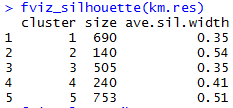 > fviz_silhouette(km.res)
cluster size ave.sil.width
1 1 690 0.35
2 2 140 0.54
3 3 505 0.35
4 4 240 0.41
5 5 753 0.51